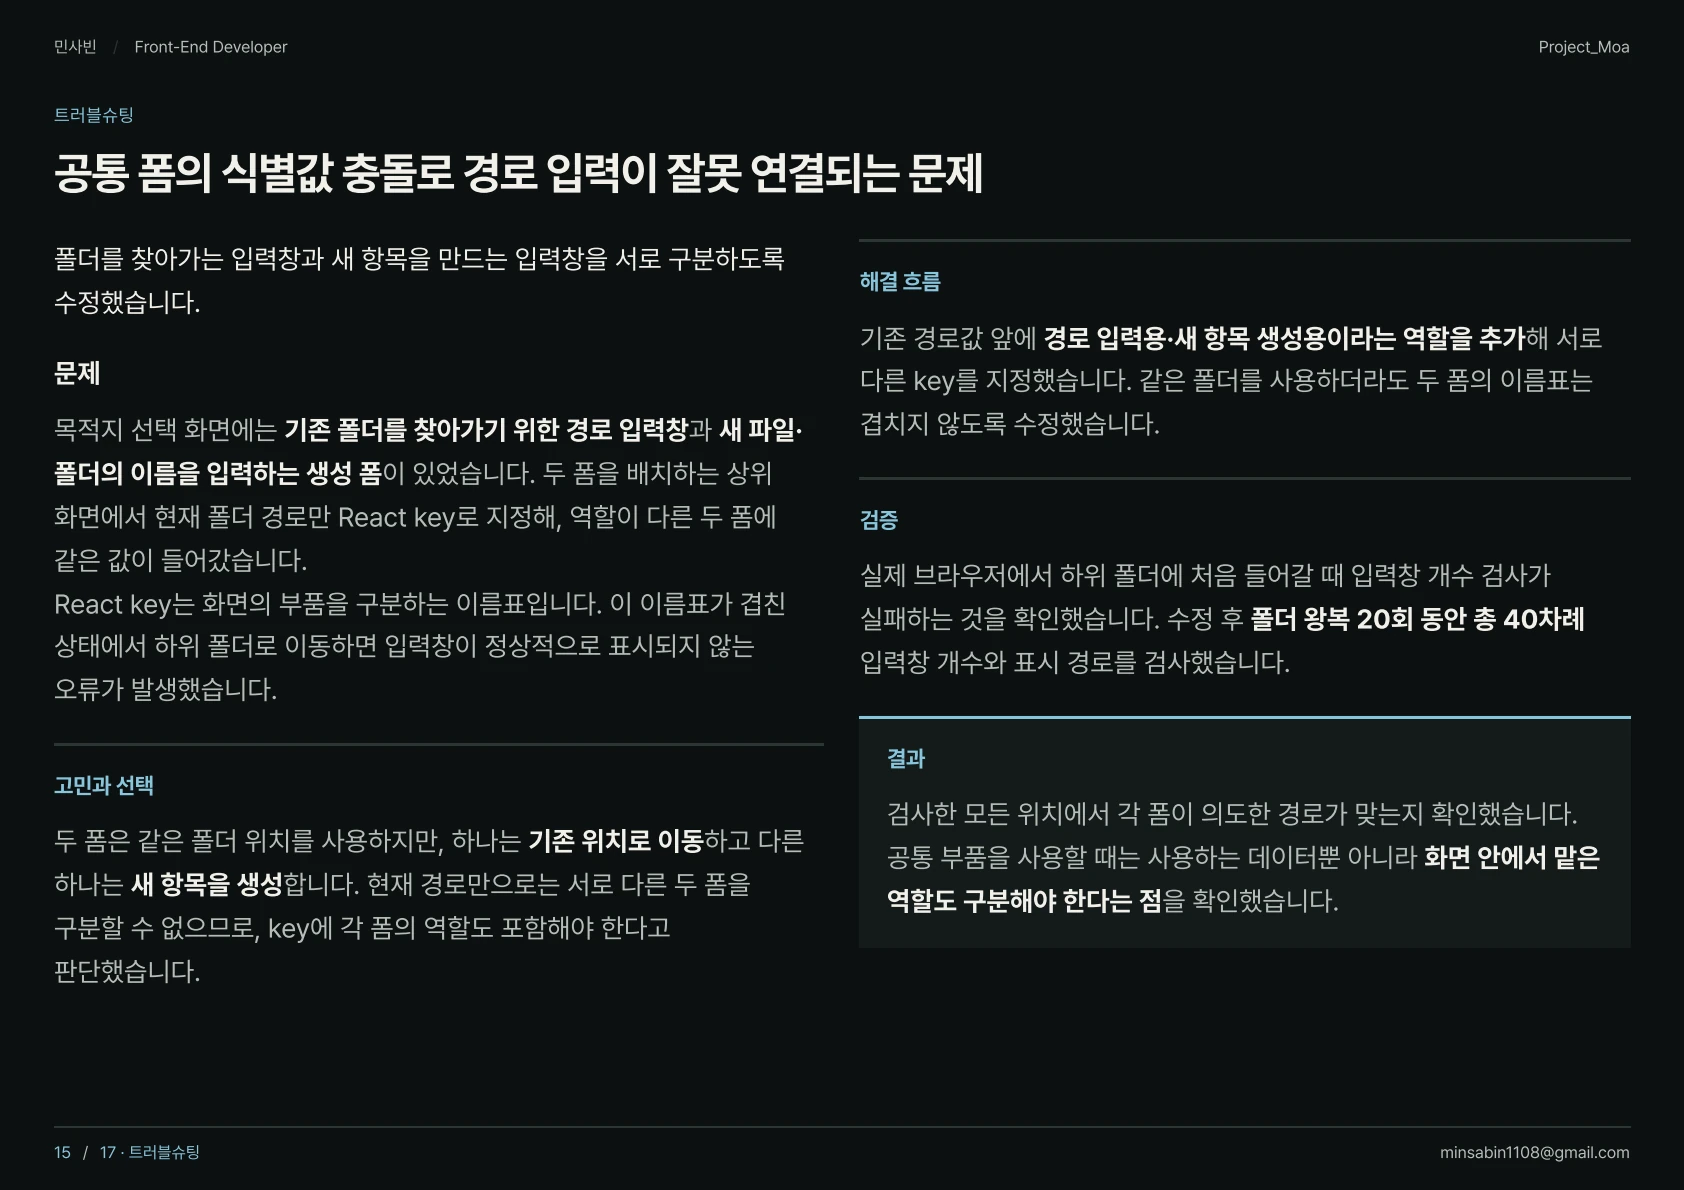 민사빈 / Front-End Developer
Project_Moa
트러블슈팅
공통 폼의 식별값 충돌로 경로 입력이 잘못 연결되는 문제
폴더를 찾아가는 입력창과 새 항목을 만드는 입력창을 서로 구분하도록
수정했습니다.
문제
목적지 선택 화면에는 기존 폴더를 찾아가기 위한 경로 입력창과 새 파일·
폴더의 이름을 입력하는 생성 폼이 있었습니다. 두 폼을 배치하는 상위
화면에서 현재 폴더 경로만 React key로 지정해, 역할이 다른 두 폼에
같은 값이 들어갔습니다.
React key는 화면의 부품을 구분하는 이름표입니다. 이 이름표가 겹친
상태에서 하위 폴더로 이동하면 입력창이 정상적으로 표시되지 않는
오류가 발생했습니다.
고민과 선택
두 폼은 같은 폴더 위치를 사용하지만, 하나는 기존 위치로 이동하고 다른
하나는 새 항목을 생성합니다. 현재 경로만으로는 서로 다른 두 폼을
구분할 수 없으므로, key에 각 폼의 역할도 포함해야 한다고
판단했습니다.
해결 흐름
기존 경로값 앞에 경로 입력용·새 항목 생성용이라는 역할을 추가해 서로
다른 key를 지정했습니다. 같은 폴더를 사용하더라도 두 폼의 이름표는
겹치지 않도록 수정했습니다.
검증
실제 브라우저에서 하위 폴더에 처음 들어갈 때 입력창 개수 검사가
실패하는 것을 확인했습니다. 수정 후 폴더 왕복 20회 동안 총 40차례
입력창 개수와 표시 경로를 검사했습니다.
결과
검사한 모든 위치에서 각 폼이 의도한 경로가 맞는지 확인했습니다.
공통 부품을 사용할 때는 사용하는 데이터뿐 아니라 화면 안에서 맡은
역할도 구분해야 한다는 점을 확인했습니다.
15 / 17 · 트러블슈팅
minsabin1108@gmail.com